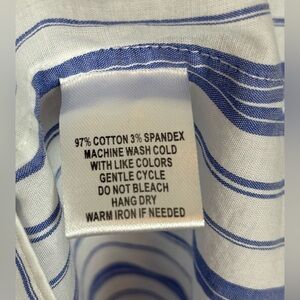 97% COTTON 3% SPANDEX
MACHINE WASH COLD
WITH LIKE COLORS
GENTLE CYCLE
DO NOT BLEACH
HANG DRY
WARM IRON IF NEEDED